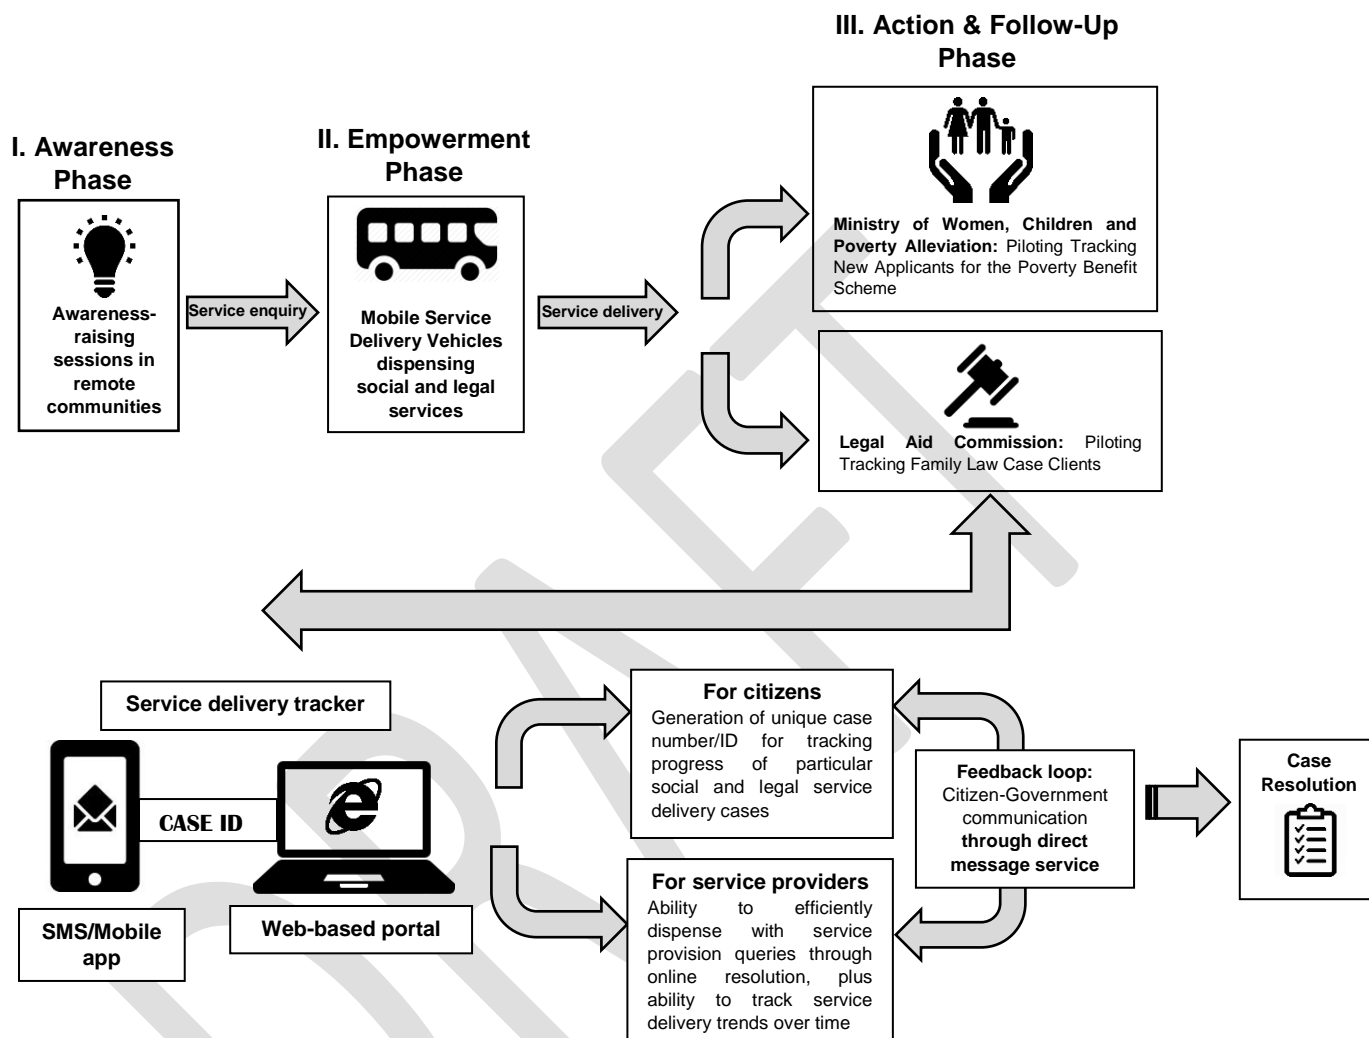 III. Action & Follow-Up
Phase
I. Awareness
Phase
II. Empowerment
Phase
Awareness-
raising
sessions in
remote
communities
Service enquiry
Mobile Service
Delivery Vehicles
dispensing
social and legal
services
Service delivery
Ministry of Women, Children and
Poverty Alleviation: Piloting Tracking
New Applicants for the Poverty Benefit
Scheme
Legal Aid Commission: Piloting
Tracking Family Law Case Clients
DRAFT
Service delivery tracker
CASE ID
SMS/Mobile
app
Web-based portal
For citizens
Generation of unique case
number/ID for tracking
progress of particular
social and legal service
delivery cases
For service providers
Ability to efficiently
dispense with service
provision queries through
online resolution, plus
ability to track service
delivery trends over time
Feedback loop:
Citizen-Government
communication
through direct
message service
Case
Resolution